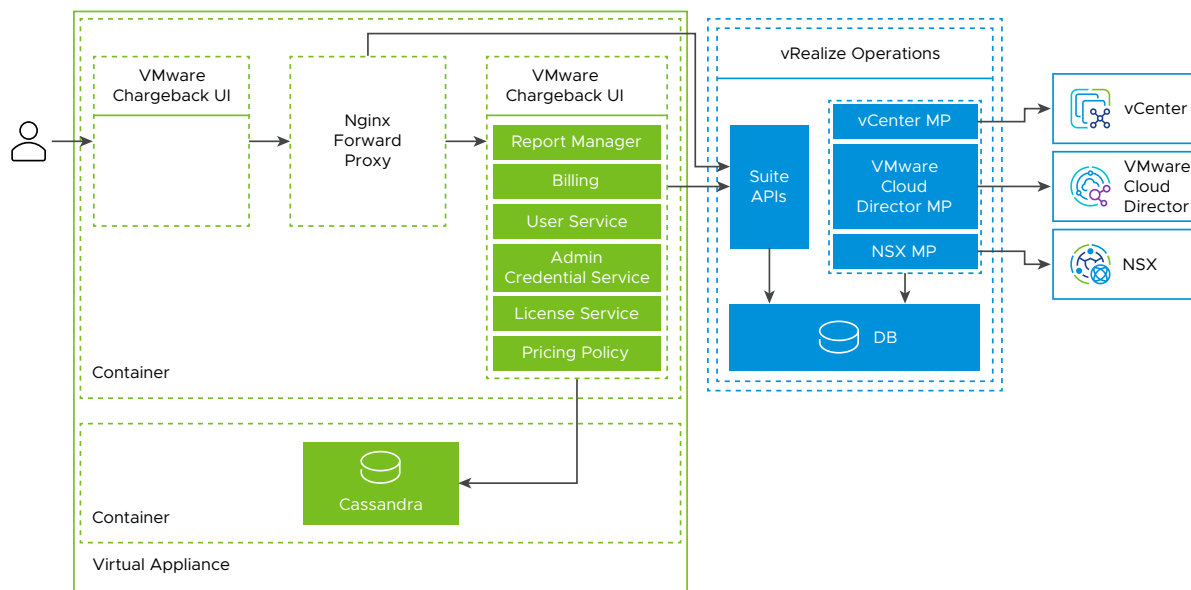 VMware
Chargeback UI
Nginx
Forward
Proxy
VMware
Chargeback UI
Report Manager
Billing
User Service
Admin
Credential Service
License Service
Pricing Policy
Container
Cassandra
Container
Virtual Appliance
vRealize Operations
Suite
APIs
vCenter MP
VMware
Cloud
Director MP
NSX MP
DB
vCenter
VMware
Cloud
Director
NSX